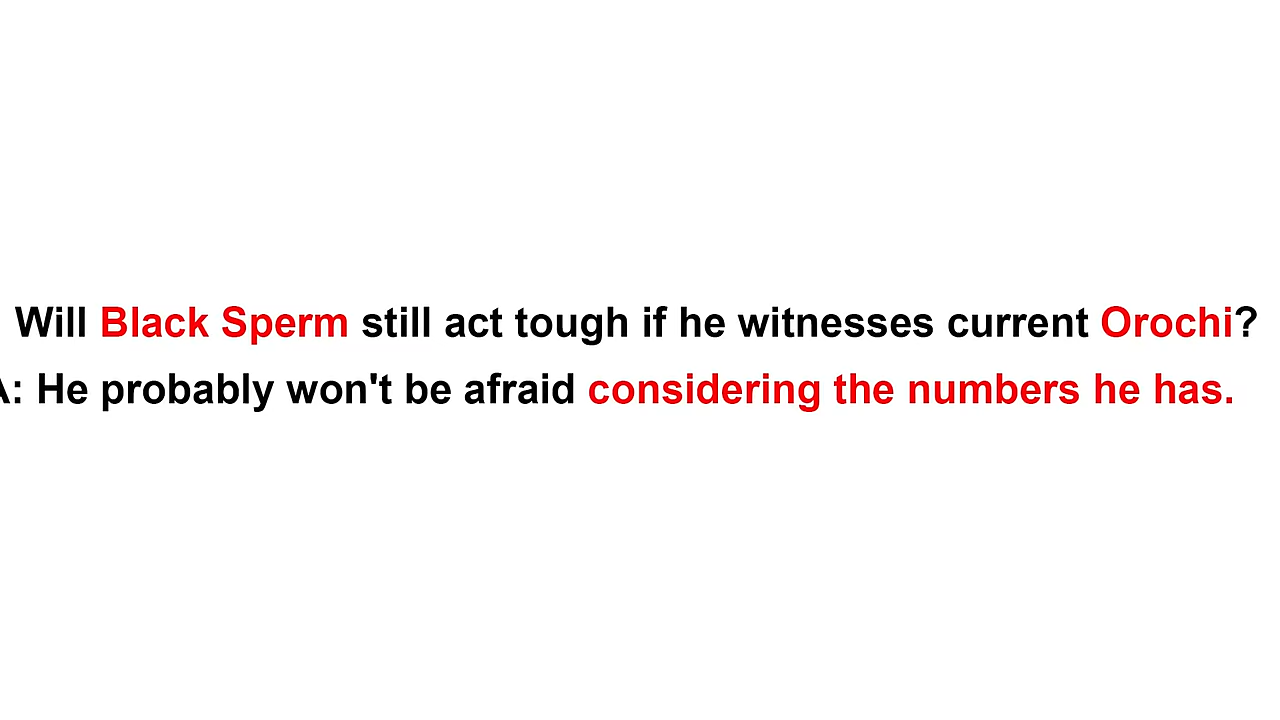 Will Black Sperm still act tough if he witnesses current Orochi?
A: He probably won't be afraid considering the numbers he has.